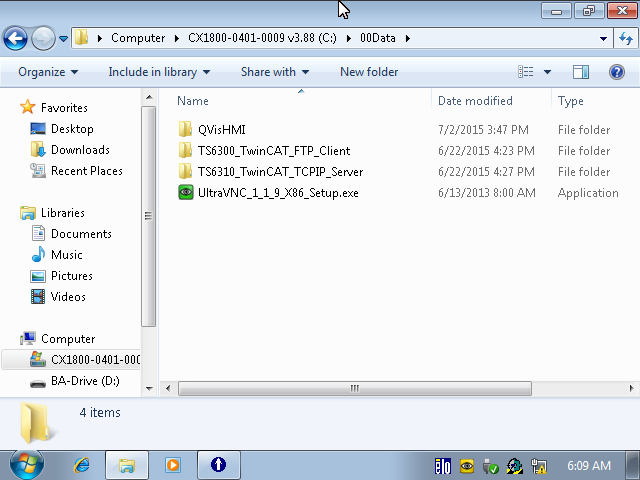 Computer CX1800-0401-0009 v3.88 (C:) 00Data
Organize Include in library Share with New folder
Name Date modified Type
Favorites
Desktop
Downloads
Recent Places
Libraries
Documents
Music
Pictures
Videos
Computer
CX1800-0401-000
BA-Drive (D:)
QVisHMI 7/2/2015 3:47 PM File folder
TS6300_TwinCAT_FTP_Client 6/22/2015 4:23 PM File folder
TS6310_TwinCAT_TCPIP_Server 6/22/2015 4:27 PM File folder
UltraVNC_1_1_9_X86_Setup.exe 6/13/2013 8:00 AM Application
4 items
elo 6:09 AM